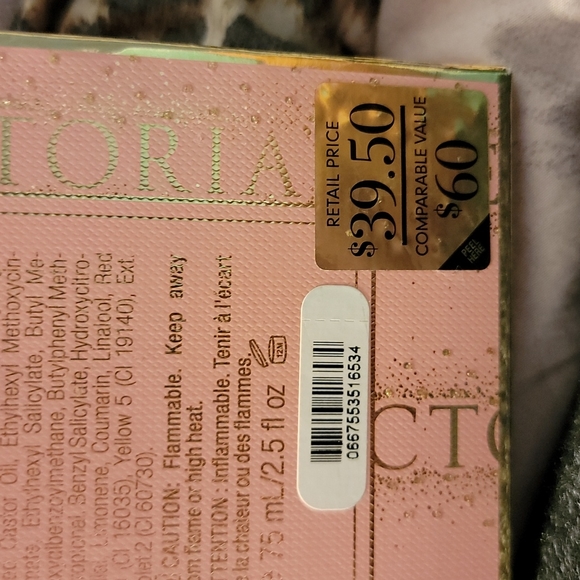 TORIA
RETAIL PRICE
$39.50
COMPARABLE VALUE
$60
PEEL
HERE
Castor Oil, Ethylhexyl Methoxycin-
Ethylhexyl Salicylate, Butyl Me-
Butylphenyl Meth-
Benzyl Salicylate, Hydroxycitro-
Limonene, Coumarin, Linalool, Red
(CI 16035), Yellow 5 (CI 19140), Ext.
2 (CI 60730).
CAUTION: Flammable. Keep away
flame or high heat.
Inflammable. Tenir à l'écart
la chaleur ou des flammes.
12M
75 mL/2.5 fl oz
0667553516534
CTO